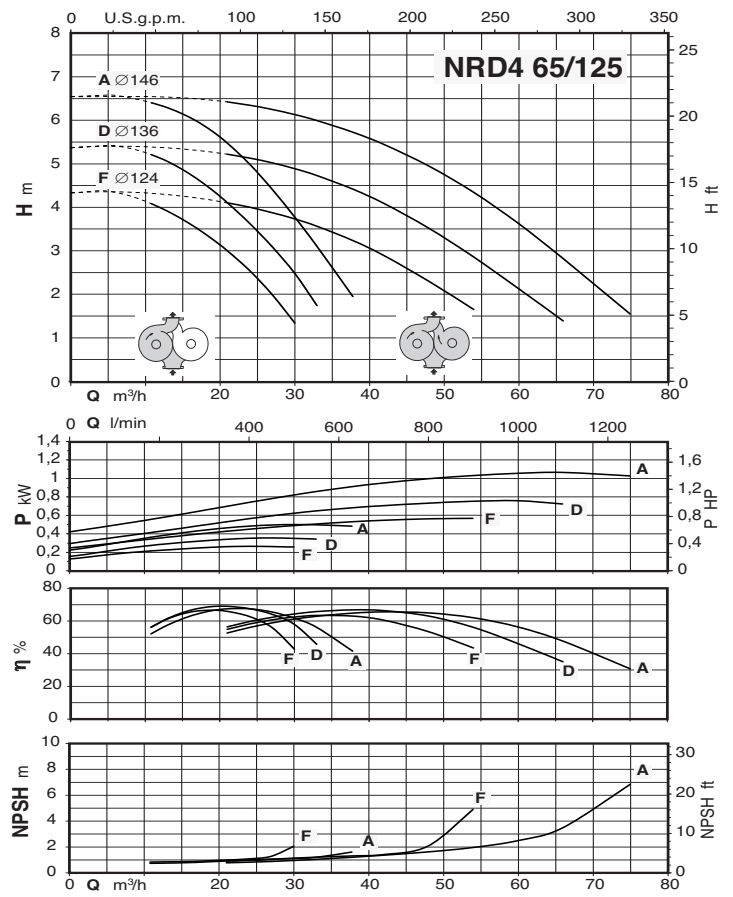 0 U.S.g.p.m. 100 150 200 250 300 350
NRD4 65/125
8
7
6
5
4
3
2
1
0
H m
A ∅146
D ∅136
F ∅124
25
20
15
10
5
0
H ft
Q m³/h 20 30 40 50 60 70 80
0 Q l/min 400 600 800 1000 1200
1,4
1,2
1
0,8
0,6
0,4
0,2
0
P kW
A
D
F
A
D
F
1,6
1,2
0,8
0,4
0
P HP
80
60
40
20
0
η %
F D A F D A
10
8
6
4
2
0
NPSH m
F A F A
30
20
10
0
NPSH ft
0 Q m³/h 20 30 40 50 60 70 80